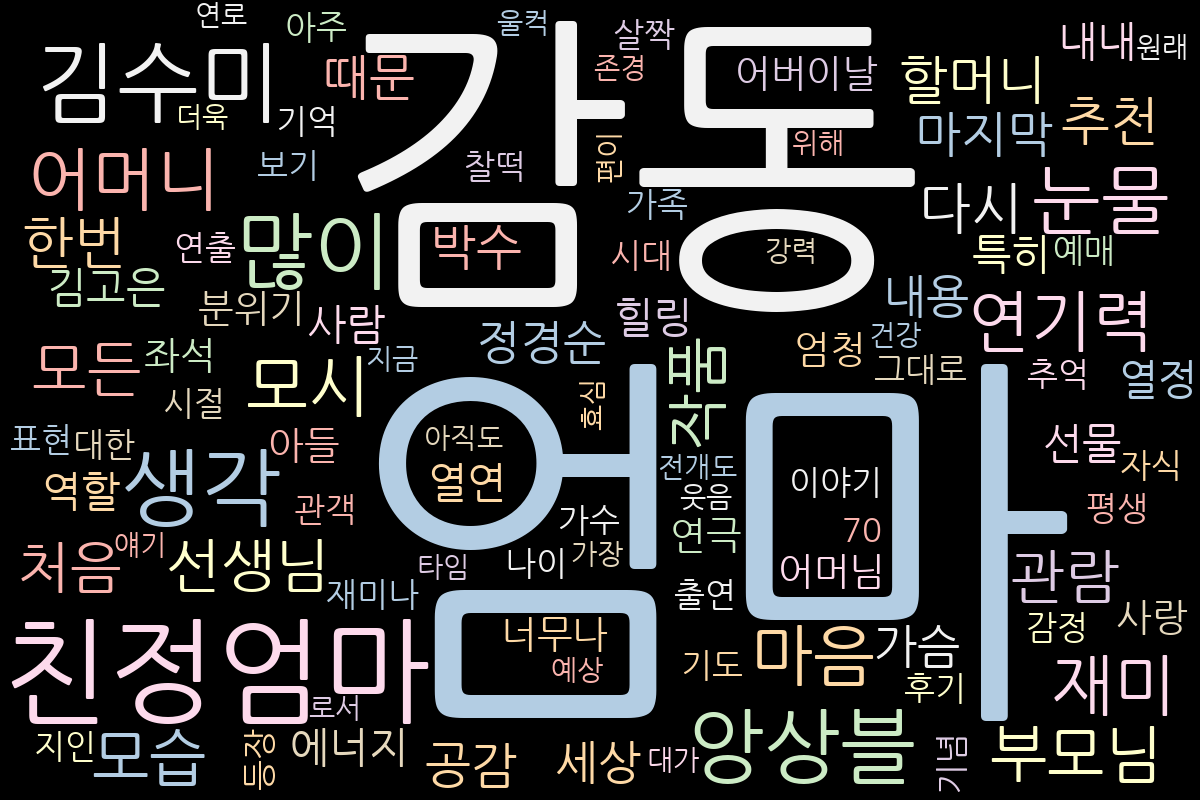 연로
아주
울컥
살짝
내내
원래
김수미
때문
감동
존경
어버이날
할머니
더욱
기억
마지막
추천
어머니
보기
찰떡
편이
위해
가족
다시
눈물
한번
연출
많이
박수
시대
강력
특히
예매
김고은
분위기
사람
정경순
힐링
내용
연기력
모든
좌석
지금
엄청
건강
그대로
추억
열정
시절
모시
효심
작품
엄마
표현
대한
아들
아직도
열연
전개도
이야기
선물
자식
역할
생각
관객
가수
웃음
연극
70
평생
처음
얘기
선생님
타임
나이
가장
어머님
관람
재미나
출연
감정
사랑
친정엄마
너무나
예상
기도
마음
가슴
후기
재미
로서
지인
모습
등장
에너지
공감
세상
대가
앙상블
기념
부모님